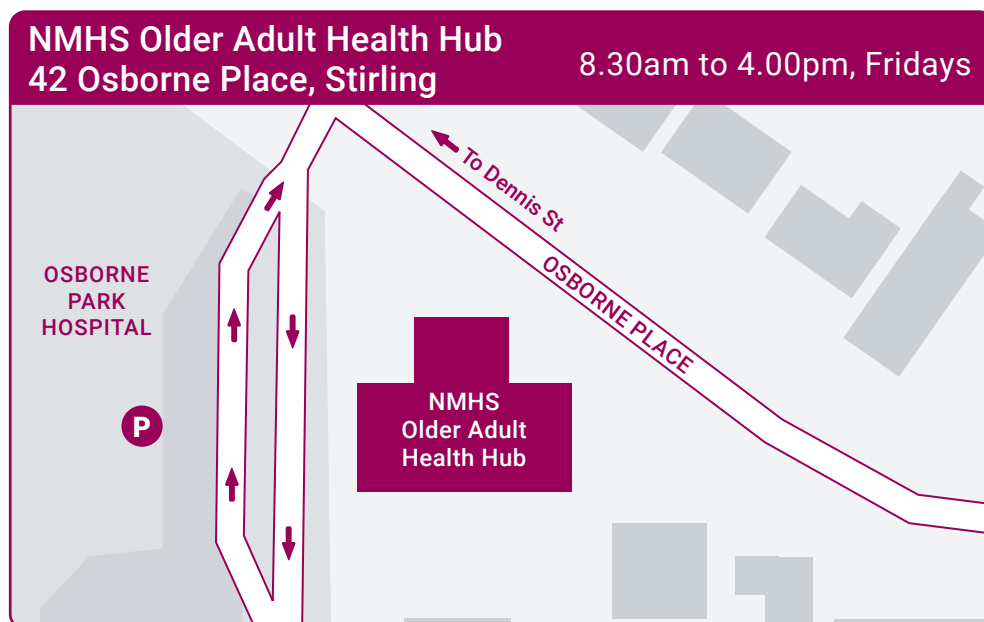 NMHS Older Adult Health Hub
42 Osborne Place, Stirling
8.30am to 4.00pm, Fridays
To Dennis St
OSBORNE PLACE
OSBORNE
PARK
HOSPITAL
P
NMHS
Older Adult
Health Hub